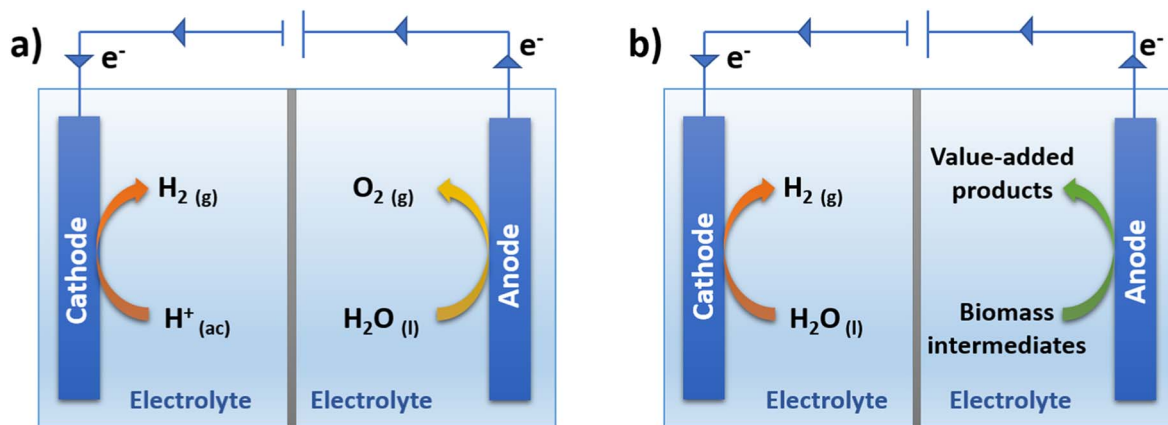 a)
e⁻
e⁻
Cathode
H₂ (g)
H⁺ (ac)
O₂ (g)
H₂O (l)
Anode
Electrolyte
Electrolyte
b)
e⁻
e⁻
Cathode
H₂ (g)
H₂O (l)
Value-added
products
Biomass
intermediates
Anode
Electrolyte
Electrolyte